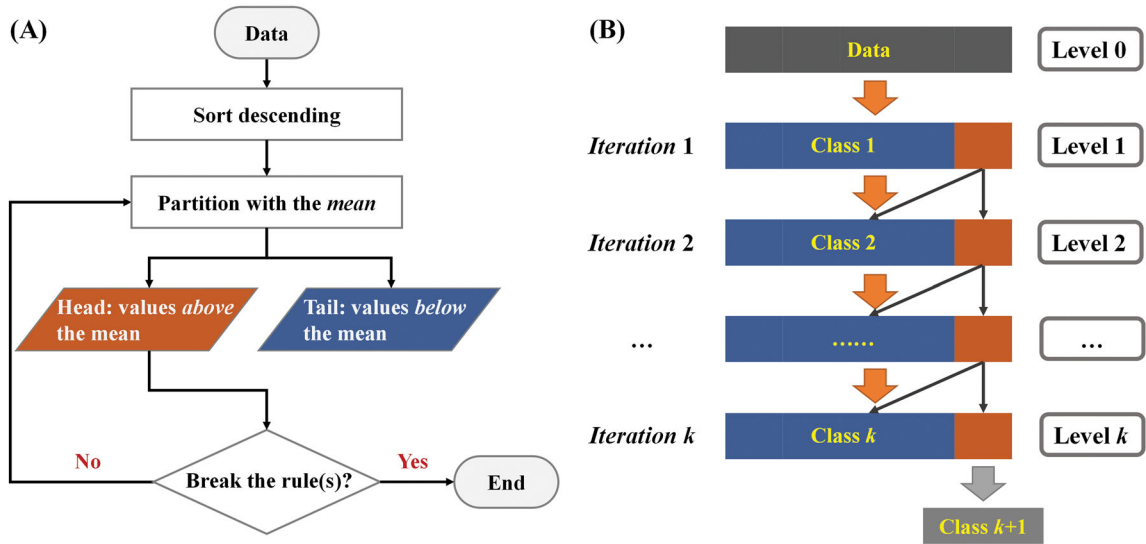 (A)
Data
Sort descending
Partition with the mean
Head: values above
the mean
Tail: values below
the mean
No
Break the rule(s)?
Yes
End
(B)
Data
Level 0
Iteration 1
Class 1
Level 1
Iteration 2
Class 2
Level 2
...
......
...
Iteration k
Class k
Level k
Class k+1